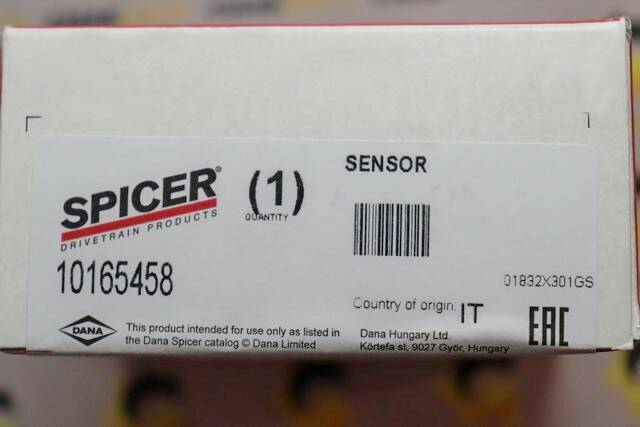 SPICER®
DRIVETRAIN PRODUCTS
(1)
QUANTITY
SENSOR
10165458
01832X301GS
Country of origin: IT
EAC
DANA
This product intended for use only as listed in
the Dana Spicer catalog © Dana Limited
Dana Hungary Ltd.
Körtefa st, 9027 Győr, Hungary